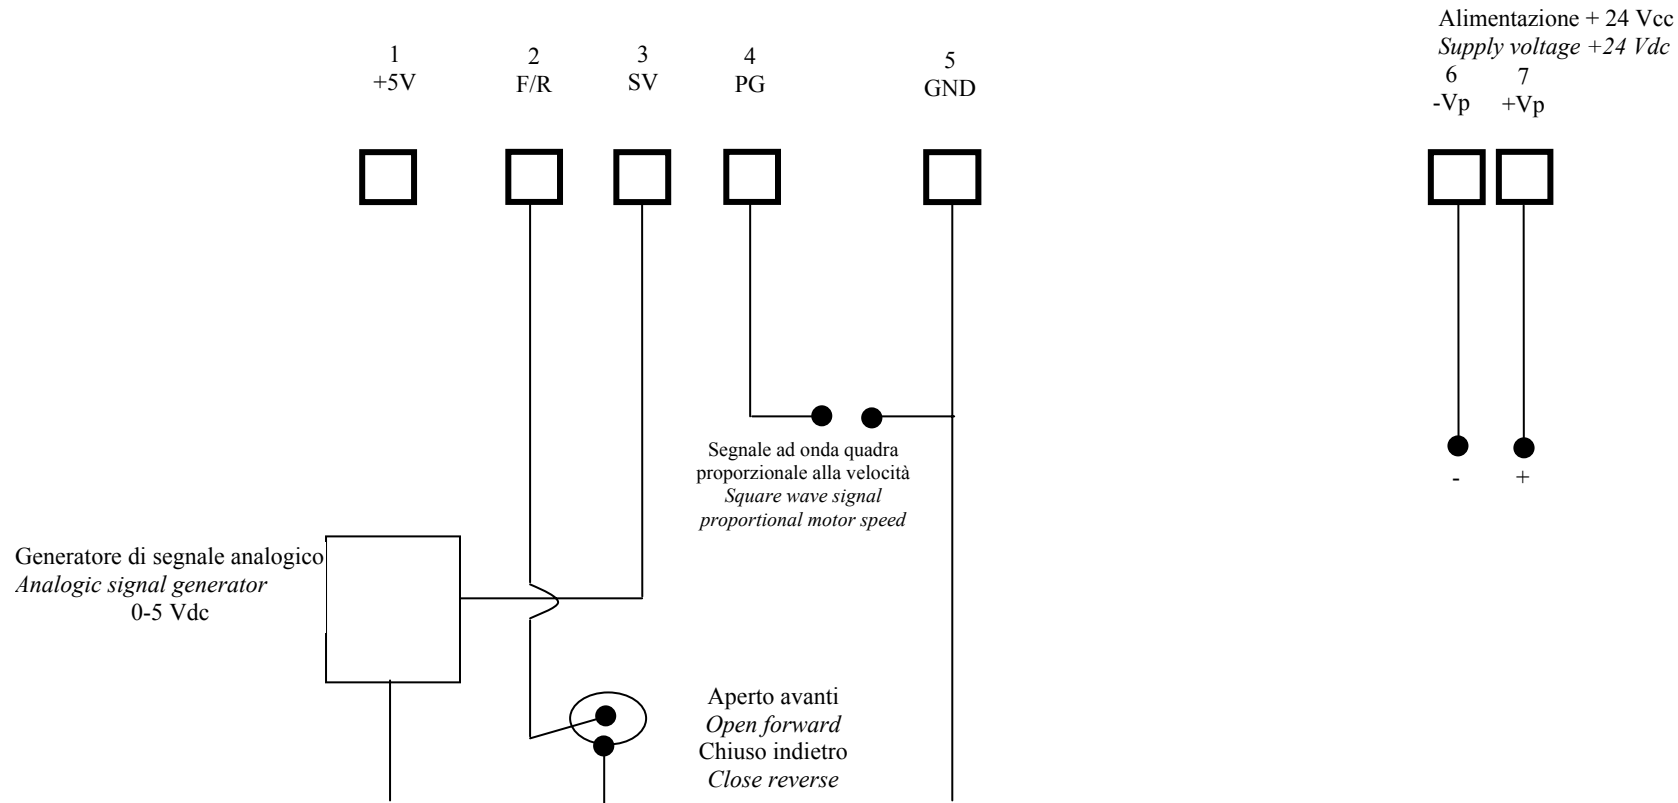 Alimentazione + 24 Vcc
Supply voltage +24 Vdc
1
+5V
2
F/R
3
SV
4
PG
5
GND
6
-Vp
7
+Vp
Segnale ad onda quadra
proporzionale alla velocità
Square wave signal
proportional motor speed
-
+
Generatore di segnale analogico
Analogic signal generator
0-5 Vdc
Aperto avanti
Open forward
Chiuso indietro
Close reverse